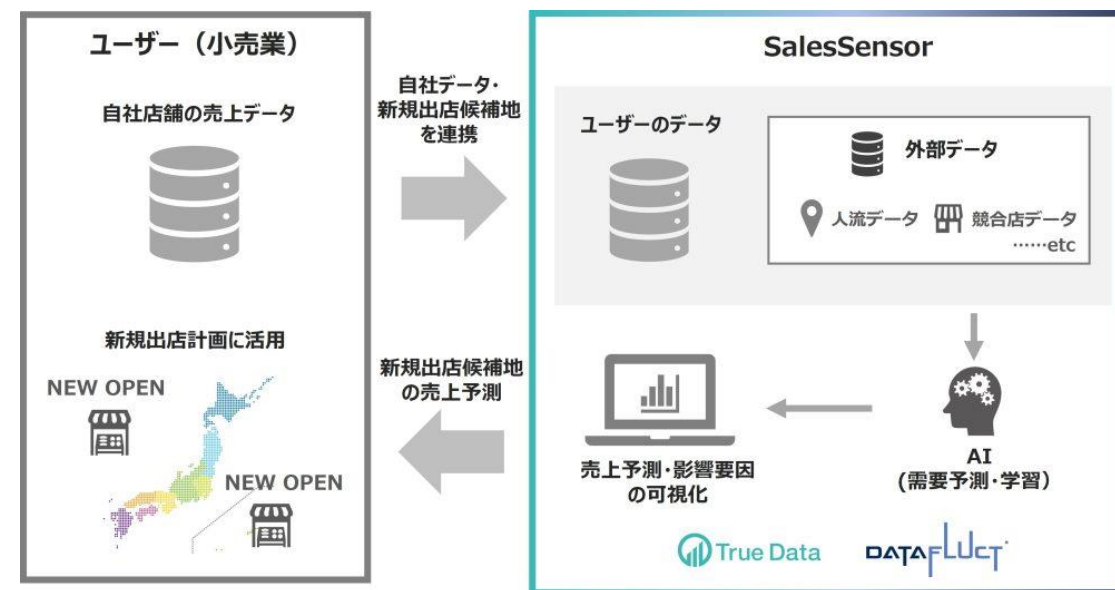 ユーザー（小売業）
自社店舗の売上データ
新規出店計画に活用
NEW OPEN
NEW OPEN
自社データ・
新規出店候補地
を連携
新規出店候補地
の売上予測
SalesSensor
ユーザーのデータ
外部データ
人流データ
競合店データ
……etc
AI
(需要予測・学習）
売上予測・影響要因
の可視化
True Data
DATAFLUCT